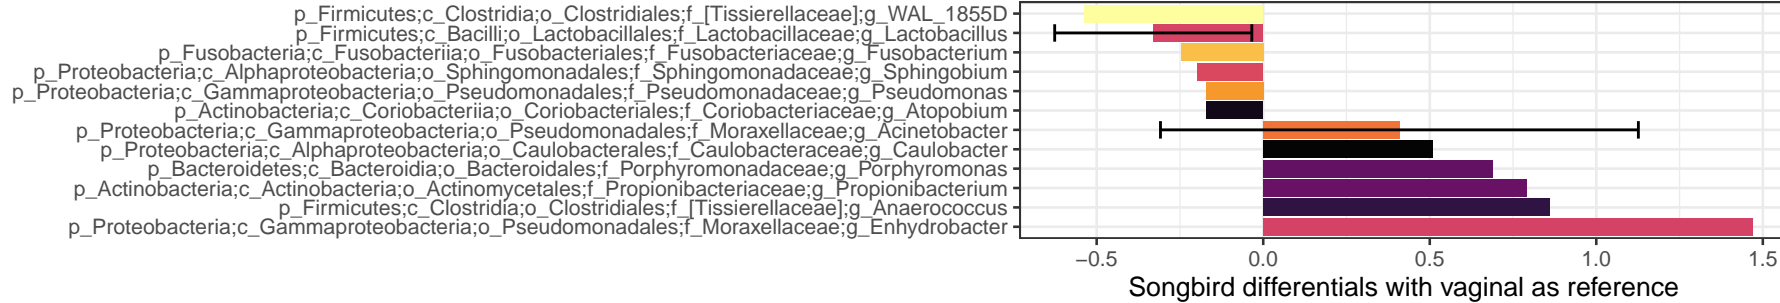 p_Firmicutes;c_Clostridia;o_Clostridiales;f_[Tissierellaceae];g_WAL_1855D
p_Firmicutes;c_Bacilli;o_Lactobacillales;f_Lactobacillaceae;g_Lactobacillus
p_Fusobacteria;c_Fusobacteriia;o_Fusobacteriales;f_Fusobacteriaceae;g_Fusobacterium
p_Proteobacteria;c_Alphaproteobacteria;o_Sphingomonadales;f_Sphingomonadaceae;g_Sphingobium
p_Proteobacteria;c_Gammaproteobacteria;o_Pseudomonadales;f_Pseudomonadaceae;g_Pseudomonas
p_Actinobacteria;c_Coriobacteriia;o_Coriobacteriales;f_Coriobacteriaceae;g_Atopobium
p_Proteobacteria;c_Gammaproteobacteria;o_Pseudomonadales;f_Moraxellaceae;g_Acinetobacter
p_Proteobacteria;c_Alphaproteobacteria;o_Caulobacterales;f_Caulobacteraceae;g_Caulobacter
p_Bacteroidetes;c_Bacteroidia;o_Bacteroidales;f_Porphyromonadaceae;g_Porphyromonas
p_Actinobacteria;c_Actinobacteria;o_Actinomycetales;f_Propionibacteriaceae;g_Propionibacterium
p_Firmicutes;c_Clostridia;o_Clostridiales;f_[Tissierellaceae];g_Anaerococcus
p_Proteobacteria;c_Gammaproteobacteria;o_Pseudomonadales;f_Moraxellaceae;g_Enhydrobacter
−0.5 0.0 0.5 1.0 1.5
Songbird differentials with vaginal as reference